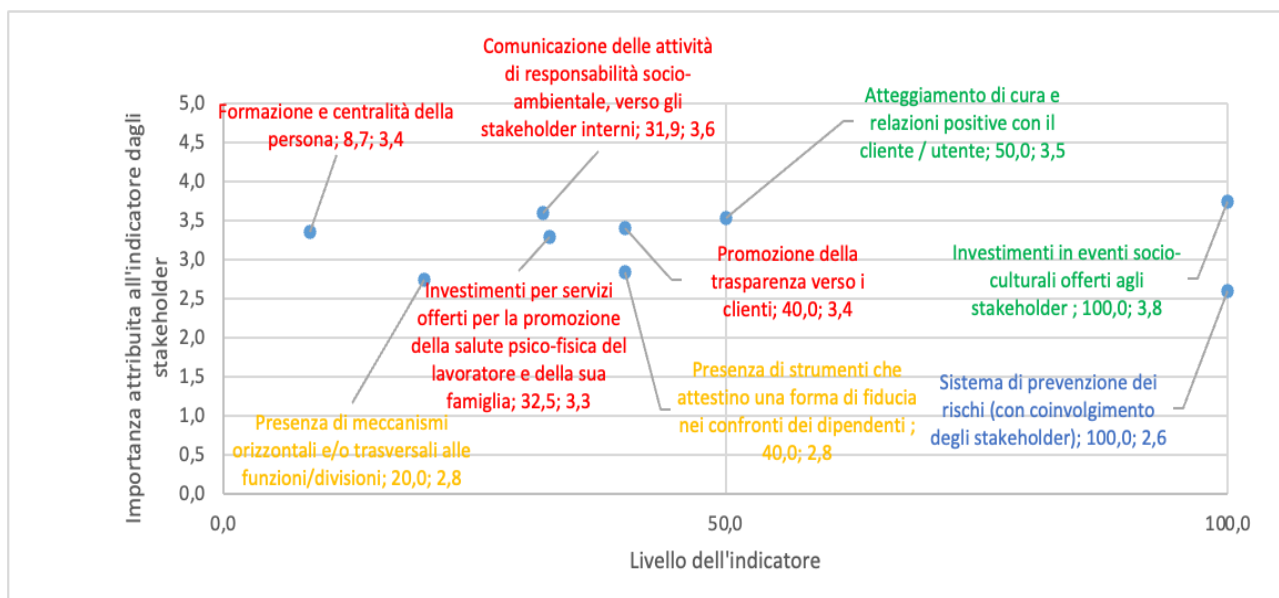 Comunicazione delle attività
di responsabilità socio-
ambientale, verso gli
stakeholder interni; 31,9; 3,6
Formazione e centralità della
persona; 8,7; 3,4
Atteggiamento di cura e
relazioni positive con il
cliente / utente; 50,0; 3,5
Importanza attribuita all'indicatore dagli
stakeholder
5,0
4,5
4,0
3,5
3,0
2,5
2,0
1,5
1,0
0,5
0,0
Promozione della
trasparenza verso i
clienti; 40,0; 3,4
Investimenti in eventi socio-
culturali offerti agli
stakeholder ; 100,0; 3,8
Investimenti per servizi
offerti per la promozione
della salute psico-fisica del
lavoratore e della sua
famiglia; 32,5; 3,3
Presenza di strumenti che
attestino una forma di fiducia
nei confronti dei dipendenti ;
40,0; 2,8
Sistema di prevenzione dei
rischi (con coinvolgimento
degli stakeholder); 100,0; 2,6
Presenza di meccanismi
orizzontali e/o trasversali alle
funzioni/divisioni; 20,0; 2,8
0,0
50,0
100,0
Livello dell'indicatore